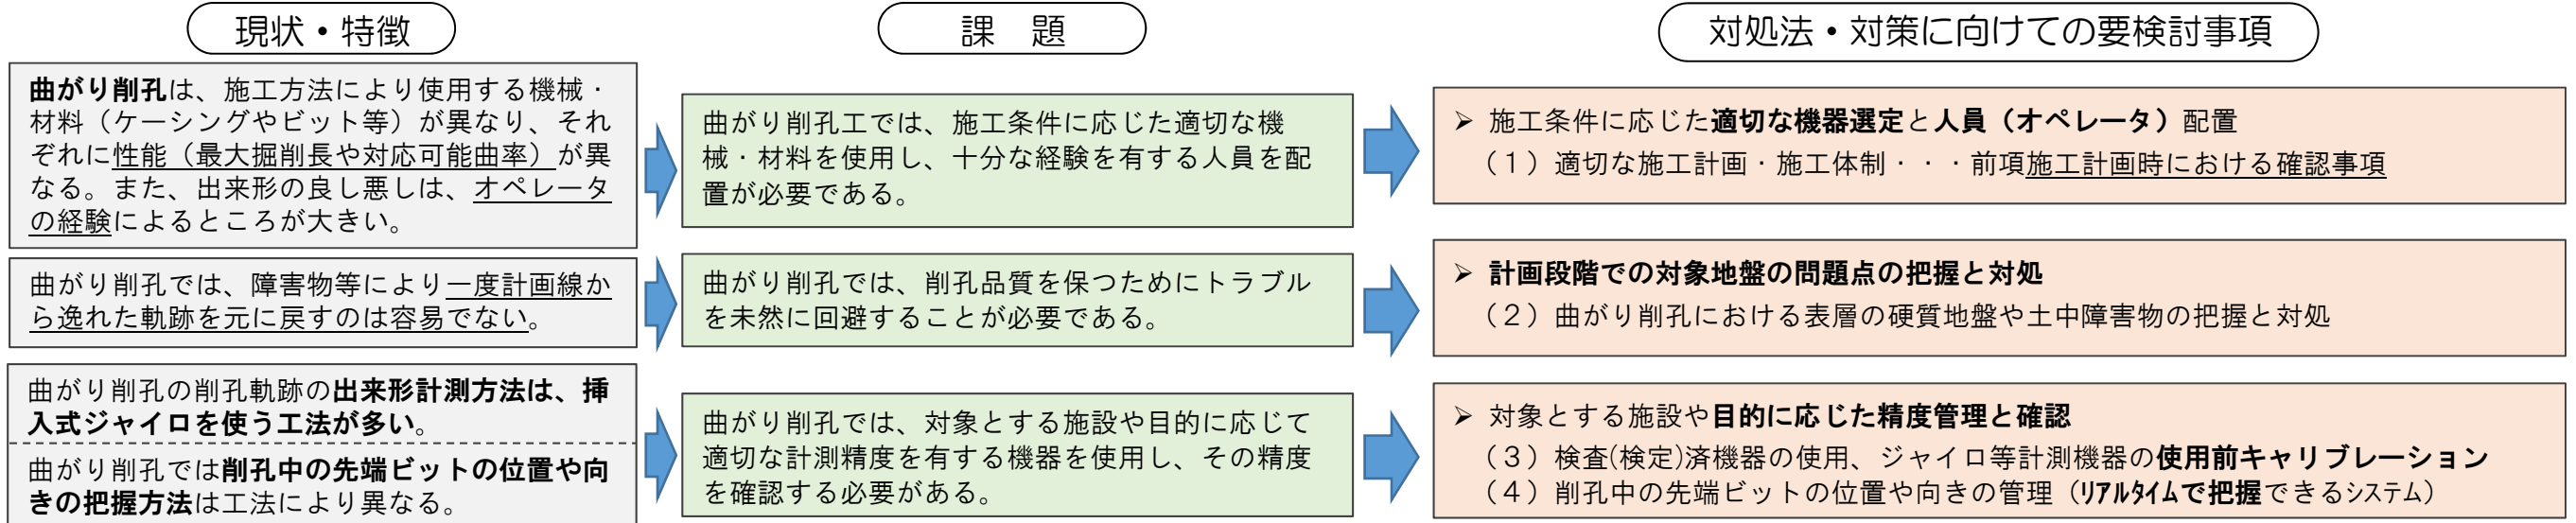 現状・特徴
課　題
対処法・対策に向けての要検討事項
曲がり削孔は、施工方法により使用する機械・
材料（ケーシングやビット等）が異なり、それ
ぞれに性能（最大掘削長や対応可能曲率）が異
なる。また、出来形の良し悪しは、オペレータ
の経験によるところが大きい。
曲がり削孔工では、施工条件に応じた適切な機
械・材料を使用し、十分な経験を有する人員を配
置が必要である。
➢ 施工条件に応じた適切な機器選定と人員（オペレータ）配置
（１）適切な施工計画・施工体制・・・前項施工計画時における確認事項
曲がり削孔では、障害物等により一度計画線か
ら逸れた軌跡を元に戻すのは容易でない。
曲がり削孔では、削孔品質を保つためにトラブル
を未然に回避することが必要である。
➢ 計画段階での対象地盤の問題点の把握と対処
（２）曲がり削孔における表層の硬質地盤や土中障害物の把握と対処
曲がり削孔の削孔軌跡の出来形計測方法は、挿
入式ジャイロを使う工法が多い。
曲がり削孔では削孔中の先端ビットの位置や向
きの把握方法は工法により異なる。
曲がり削孔では、対象とする施設や目的に応じて
適切な計測精度を有する機器を使用し、その精度
を確認する必要がある。
➢ 対象とする施設や目的に応じた精度管理と確認
（３）検査(検定)済機器の使用、ジャイロ等計測機器の使用前キャリブレーション
（４）削孔中の先端ビットの位置や向きの管理（ﾘｱﾙﾀｲﾑで把握できるｼｽﾃﾑ）